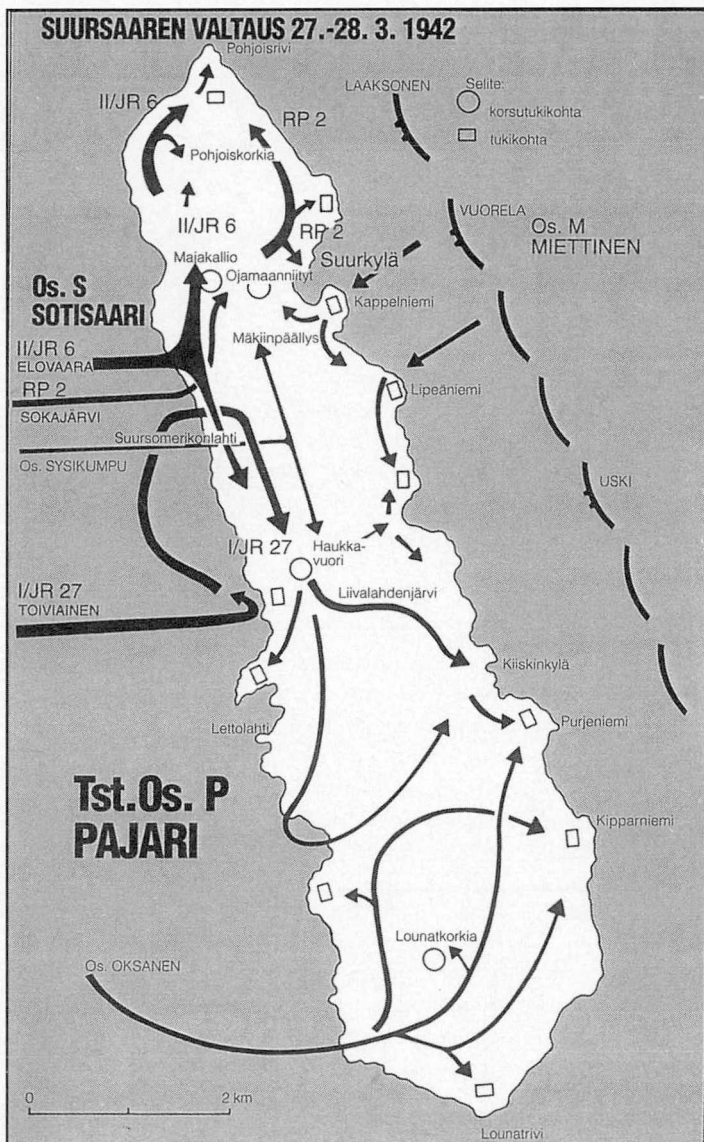 SUURSAAREN VALTAUS 27.-28. 3. 1942
Pohjoisrivi
II/JR 6
RP 2
Pohjoiskorkia
II/JR 6
RP 2
LAAKSONEN
Selite:
korsutukikohta
tukikohta
VUORELA
Os. M
MIETTINEN
Majakallio
Ojamaanniityt
Suurkylä
Kappelniemi
Os. S
SOTISAARI
Mäkiinpäällys
II/JR 6
ELOVAARA
RP 2
SOKAJÄRVI
Lipeäniemi
Suursomerikonlahti
Os. SYSIKUMPU
USKI
I/JR 27
Haukka-
vuori
I/JR 27
TOIVIAINEN
Liivalahdenjärvi
Kiiskinkylä
Lettolahti
Purjeniemi
Tst.Os. P
PAJARI
Kipparniemi
Lounatkorkia
Os. OKSANEN
0 2 km
Lounatrivi